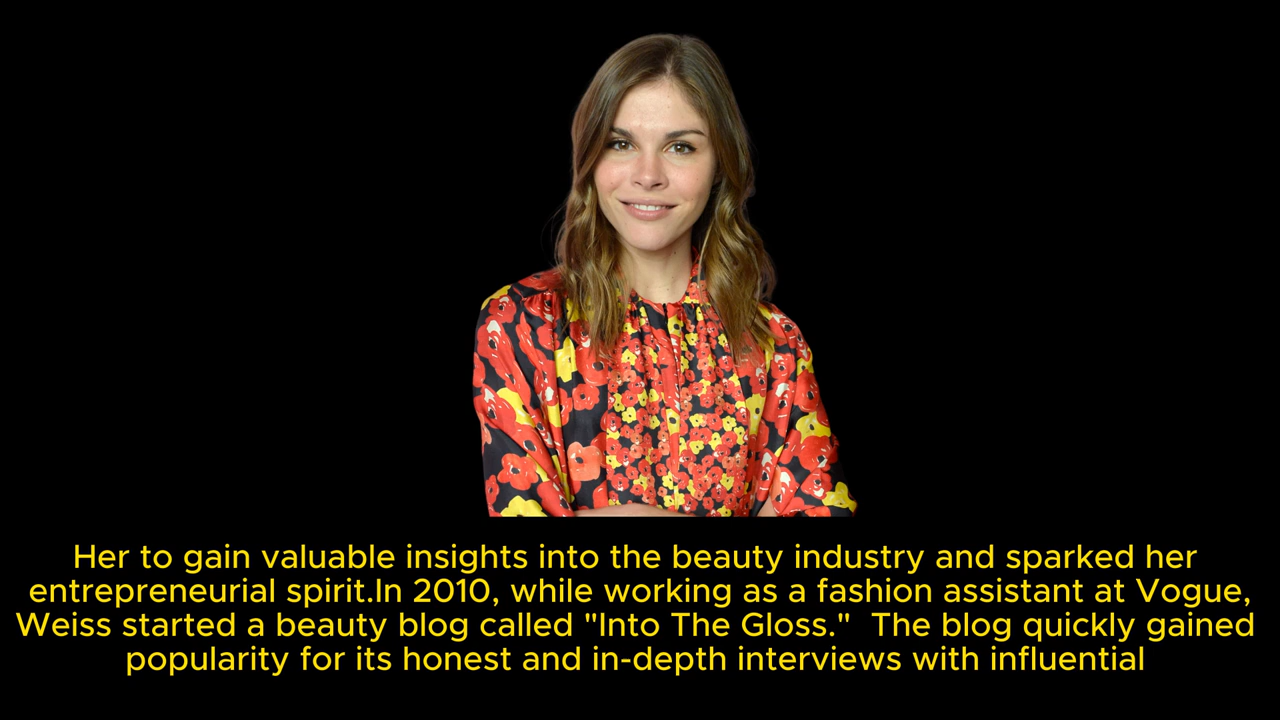 Her to gain valuable insights into the beauty industry and sparked her
entrepreneurial spirit.In 2010, while working as a fashion assistant at Vogue,
Weiss started a beauty blog called "Into The Gloss."  The blog quickly gained
popularity for its honest and in-depth interviews with influential